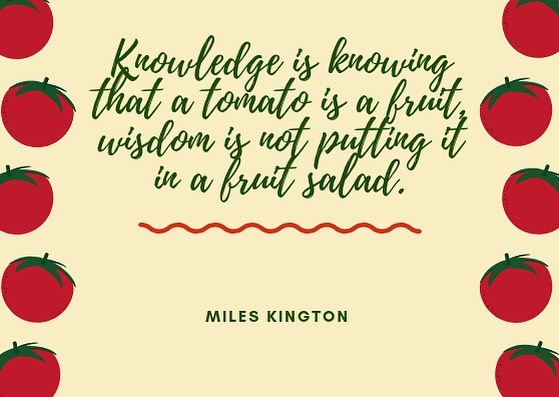 Knowledge is knowing
that a tomato is a fruit,
wisdom is not putting it
in a fruit salad.
MILES KINGTON